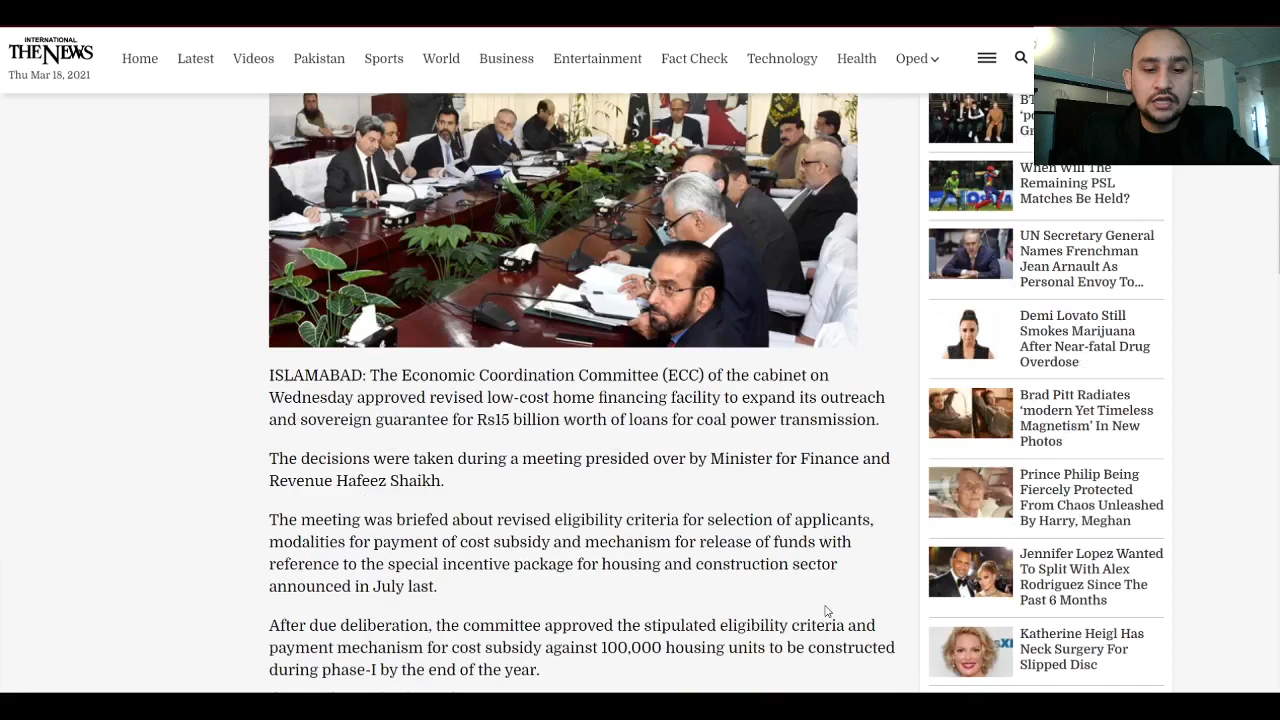 INTERNATIONAL
THE NEWS
Thu Mar 18, 2021
Home Latest Videos Pakistan Sports World Business Entertainment Fact Check Technology Health Oped
ISLAMABAD: The Economic Coordination Committee (ECC) of the cabinet on
Wednesday approved revised low-cost home financing facility to expand its outreach
and sovereign guarantee for Rs15 billion worth of loans for coal power transmission.
The decisions were taken during a meeting presided over by Minister for Finance and
Revenue Hafeez Shaikh.
The meeting was briefed about revised eligibility criteria for selection of applicants,
modalities for payment of cost subsidy and mechanism for release of funds with
reference to the special incentive package for housing and construction sector
announced in July last.
After due deliberation, the committee approved the stipulated eligibility criteria and
payment mechanism for cost subsidy against 100,000 housing units to be constructed
during phase-I by the end of the year.
When Will The
Remaining PSL
Matches Be Held?
UN Secretary General
Names Frenchman
Jean Arnault As
Personal Envoy To...
Demi Lovato Still
Smokes Marijuana
After Near-fatal Drug
Overdose
Brad Pitt Radiates
‘modern Yet Timeless
Magnetism’ In New
Photos
Prince Philip Being
Fiercely Protected
From Chaos Unleashed
By Harry, Meghan
Jennifer Lopez Wanted
To Split With Alex
Rodriguez Since The
Past 6 Months
Katherine Heigl Has
Neck Surgery For
Slipped Disc